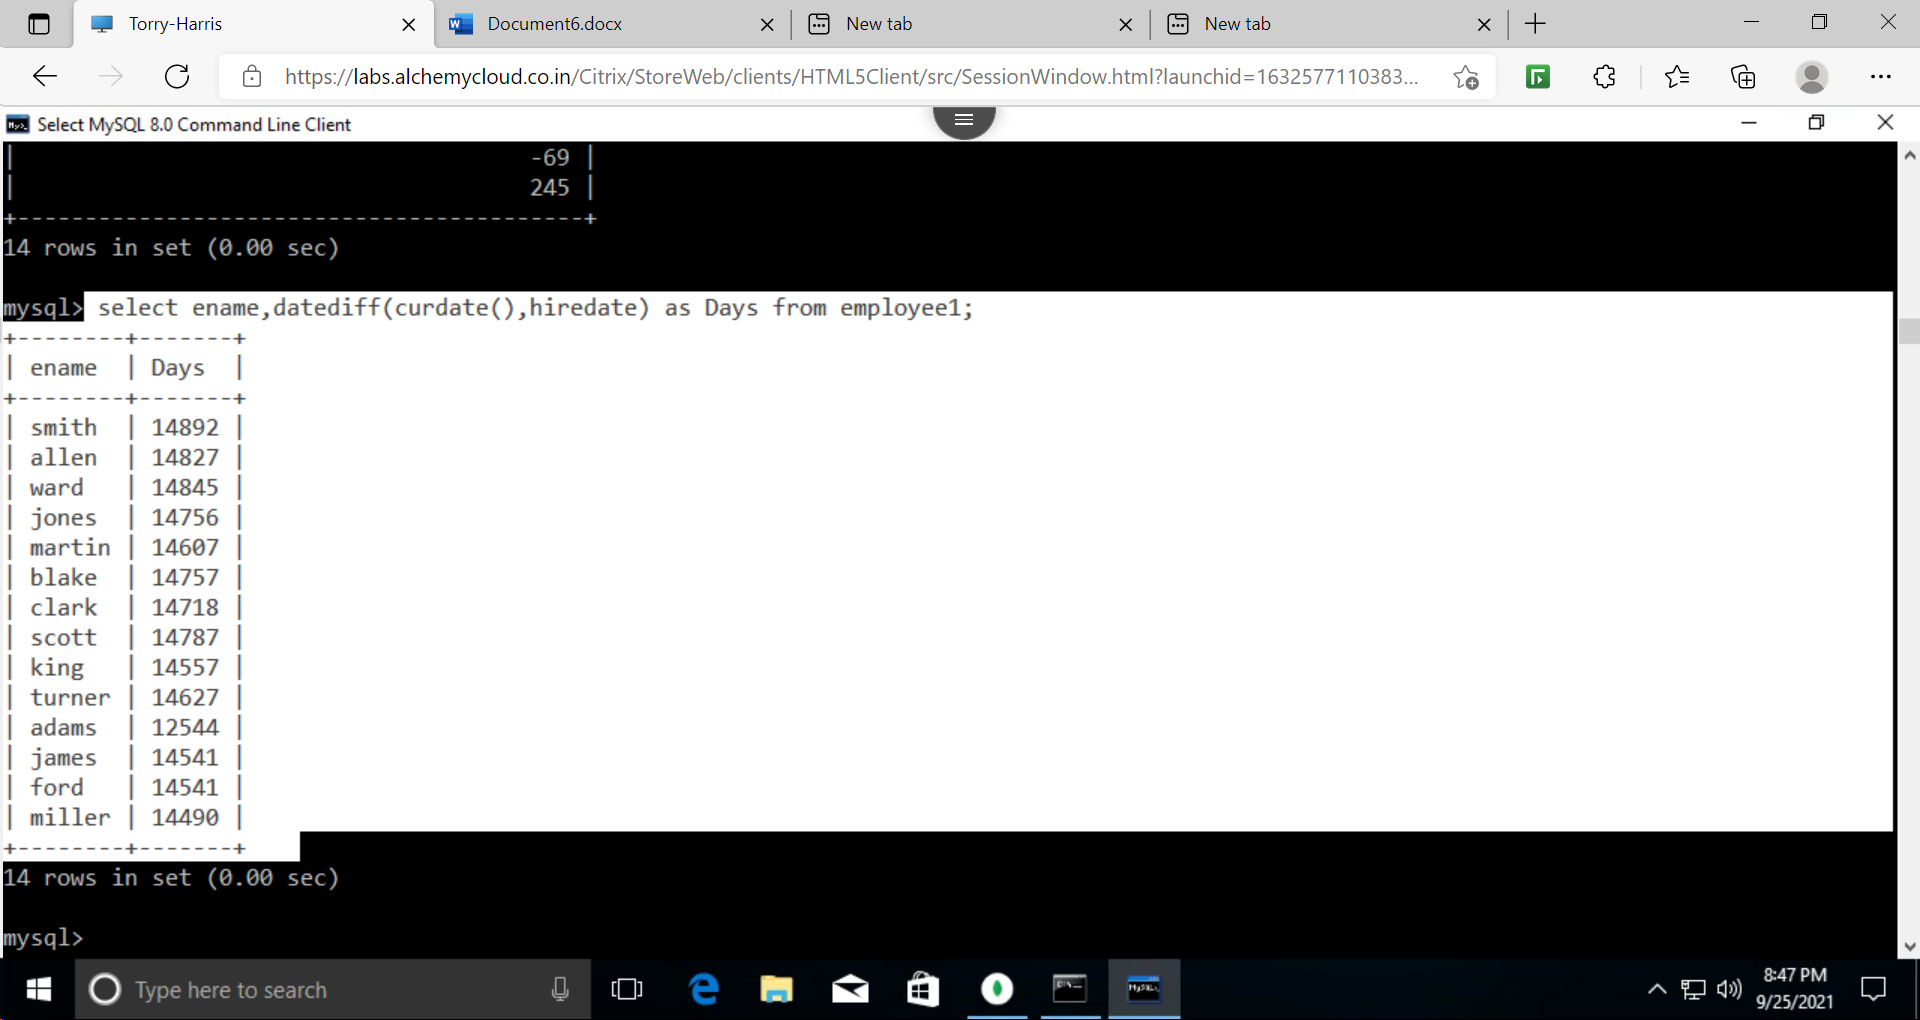 Torry-Harris
Document6.docx
New tab
New tab
https://labs.alchemycloud.co.in/Citrix/StoreWeb/clients/HTML5Client/src/SessionWindow.html?launchid=1632577110383...
Select MySQL 8.0 Command Line Client
| -69 |
| 245 |
+------------------------------------------+
14 rows in set (0.00 sec)
mysql> select ename,datediff(curdate(),hiredate) as Days from employee1;
+--------+-------+
| ename | Days |
+--------+-------+
| smith | 14892 |
| allen | 14827 |
| ward | 14845 |
| jones | 14756 |
| martin | 14607 |
| blake | 14757 |
| clark | 14718 |
| scott | 14787 |
| king | 14557 |
| turner | 14627 |
| adams | 12544 |
| james | 14541 |
| ford | 14541 |
| miller | 14490 |
+--------+-------+
14 rows in set (0.00 sec)
mysql>
Type here to search
8:47 PM
9/25/2021